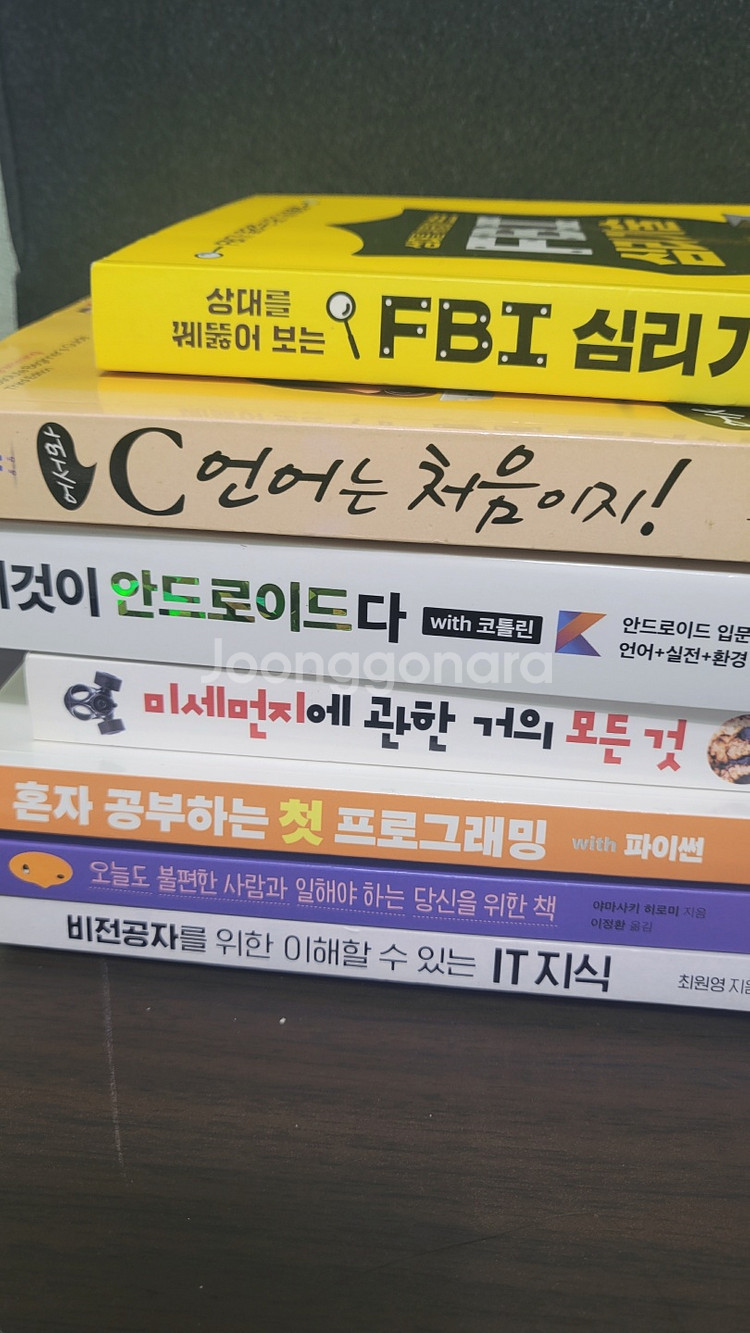 상대를
꿰뚫어 보는
FBI 심리
어서와
C언어는 처음이지!
이것이 안드로이드다
with 코틀린
안드로이드 입문
언어+실전+환경
Joonggonara
미세먼지에 관한 거의 모든 것
혼자 공부하는 첫 프로그래밍 with 파이썬
오늘도 불편한 사람과 일해야 하는 당신을 위한 책
야마사키 히로미 지음
이정환 옮김
비전공자를 위한 이해할 수 있는 IT 지식
최원영 지음